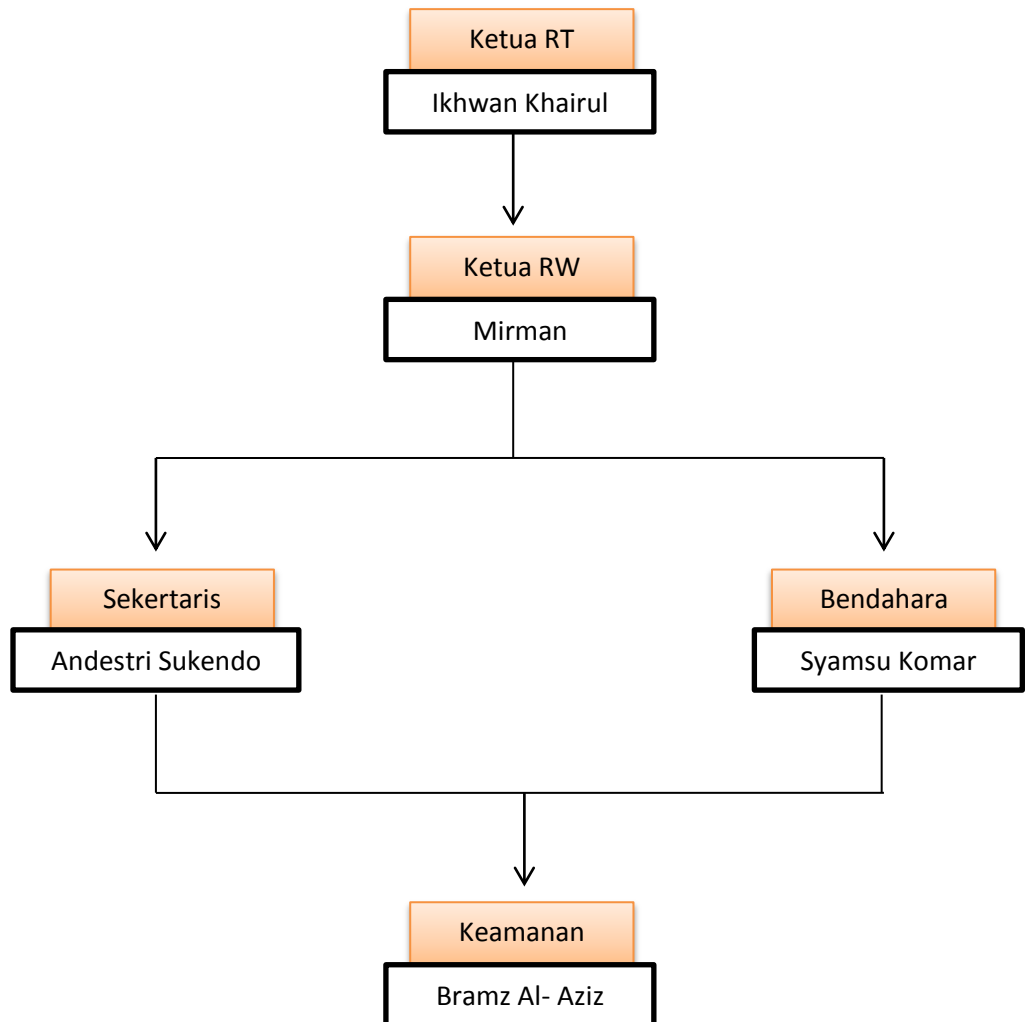 Ketua RT
Ikhwan Khairul
Ketua RW
Mirman
Sekertaris
Andestri Sukendo
Bendahara
Syamsu Komar
Keamanan
Bramz Al- Aziz